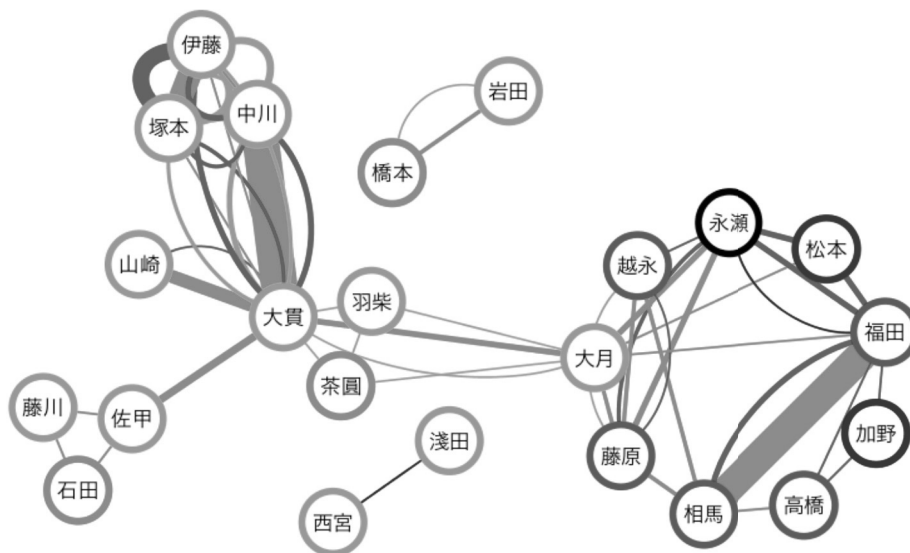 伊藤
岩田
中川
塚本
橋本
永瀬
松本
山崎
越永
羽柴
大貫
福田
大月
茶圓
藤川
佐甲
加野
淺田
藤原
石田
高橋
相馬
西宮